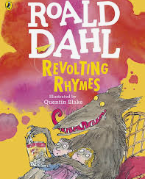 ROALD
DAHL
REVOLTING
RHYMES
Illustrated by
Quentin Blake